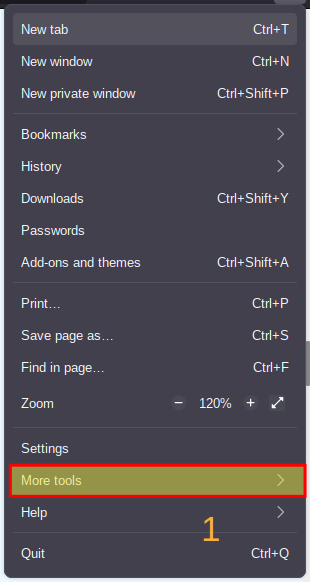 New tab Ctrl+T
New window Ctrl+N
New private window Ctrl+Shift+P
Bookmarks
History
Downloads Ctrl+Shift+Y
Passwords
Add-ons and themes Ctrl+Shift+A
Print… Ctrl+P
Save page as… Ctrl+S
Find in page… Ctrl+F
Zoom − 120% +
Settings
More tools
Help
1
Quit Ctrl+Q